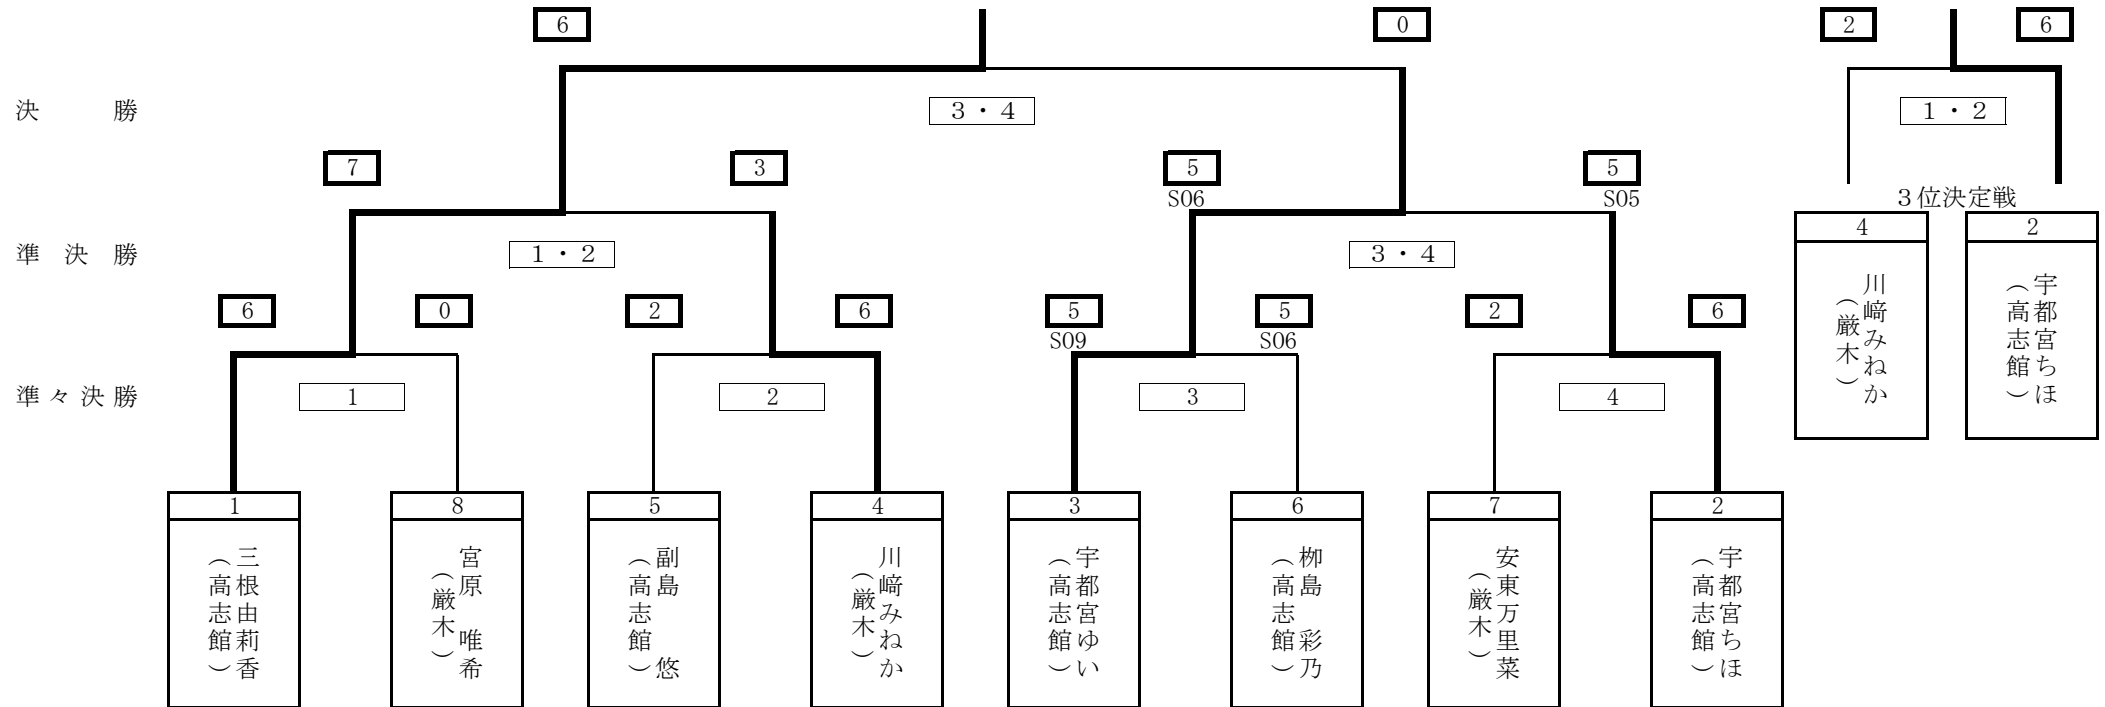 6 0 2 6
決勝 3・4 1・2
7 3 5 5
S06 S05 3位決定戦
準決勝 1・2 3・4 4 2
川﨑みねか
（厳木）
宇都宮ちほ
（高志館）
6 0 2 6 5 5 2 6
S09 S06
準々決勝 1 2 3 4
1 8 5 4 3 6 7 2
三根由莉香
（高志館）
宮原 唯希
（厳木）
副島 悠
（高志館）
川﨑みねか
（厳木）
宇都宮ゆい
（高志館）
栁島 彩乃
（高志館）
安東万里菜
（厳木）
宇都宮ちほ
（高志館）